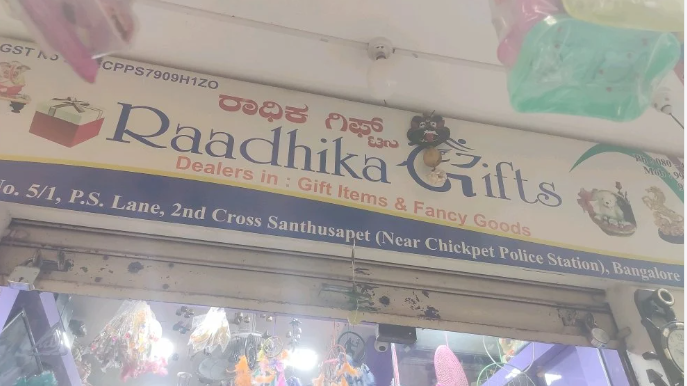 CPPS7909H1ZO
ರಾಧಿಕ ಗಿಫ್ಟ್ಸ್
Raadhika Gifts
Dealers in : Gift Items & Fancy Goods
No. 5/1, P.S. Lane, 2nd Cross Santhusapet (Near Chickpet Police Station), Bangalore